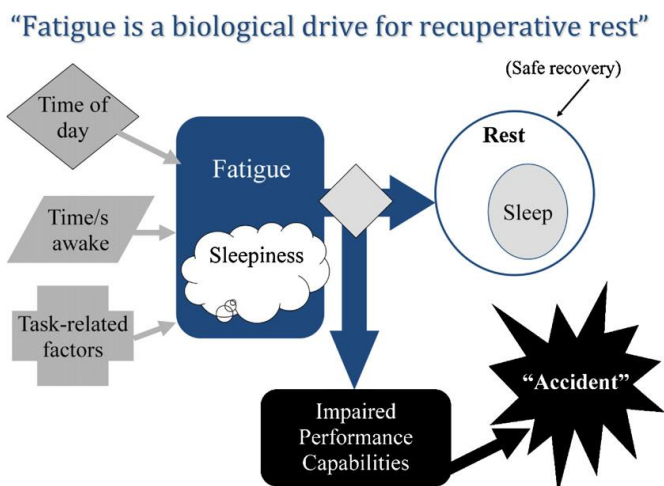 “Fatigue is a biological drive for recuperative rest”
(Safe recovery)
Time of
day
Rest
Fatigue
Sleep
Time/s
awake
Sleepiness
Task-related
factors
“Accident”
Impaired
Performance
Capabilities